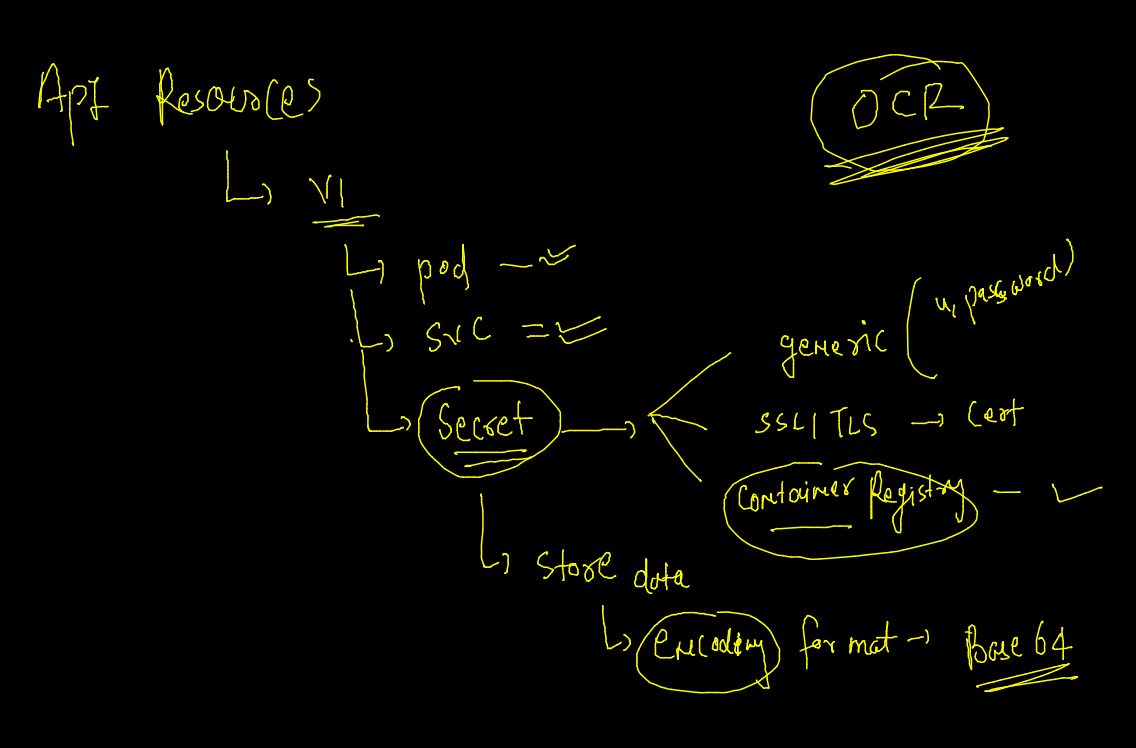 Api Resources
OCR
V1
pod
svc
generic (u, password)
Secret
SSL/TLS → Cert
Container Registry -
Store data
encoding format → Base 64